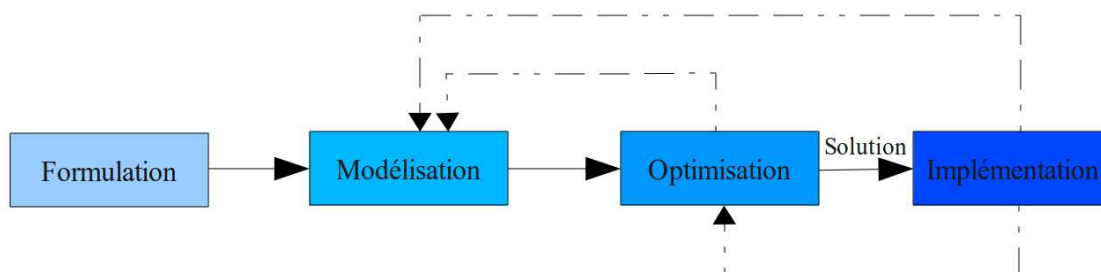 Formulation
Modélisation
Optimisation
Solution
Implémentation